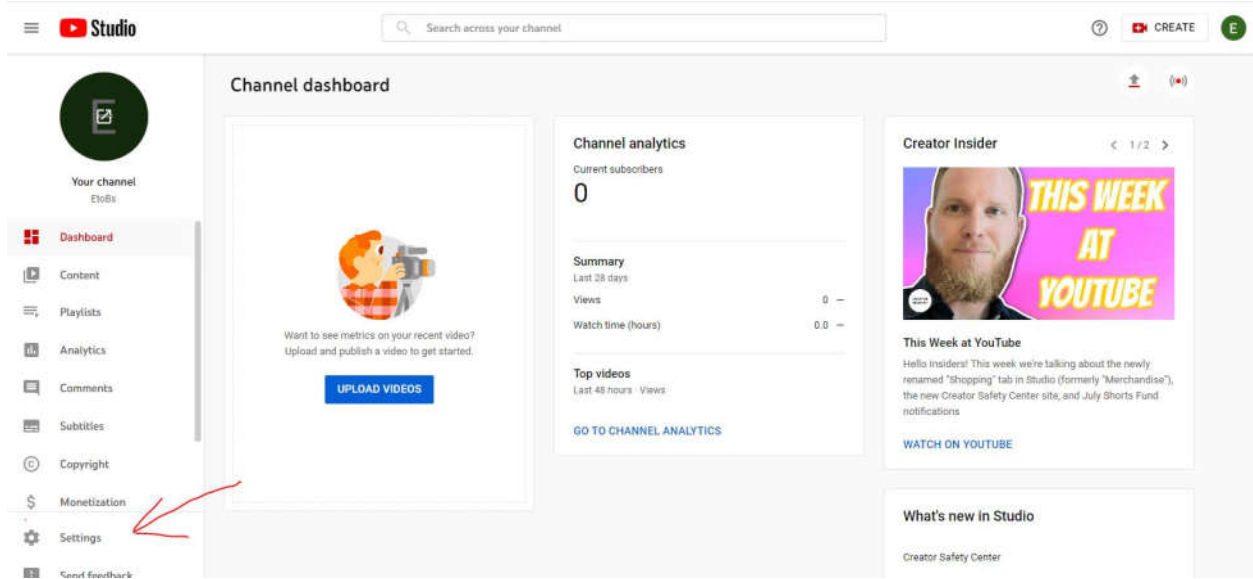 Studio
Search across your channel
CREATE
E
E
Your channel
EtoBs
Dashboard
Content
Playlists
Analytics
Comments
Subtitles
Copyright
Monetization
Settings
Send feedback
Channel dashboard
Want to see metrics on your recent video?
Upload and publish a video to get started.
UPLOAD VIDEOS
Channel analytics
Current subscribers
0
Summary
Last 28 days
Views 0 —
Watch time (hours) 0.0 —
Top videos
Last 48 hours · Views
GO TO CHANNEL ANALYTICS
Creator Insider
1 / 2
THIS WEEK
AT
YOUTUBE
This Week at YouTube
Hello Insiders! This week we're talking about the newly
renamed "Shopping" tab in Studio (formerly "Merchandise"),
the new Creator Safety Center site, and July Shorts Fund
notifications
WATCH ON YOUTUBE
What's new in Studio
Creator Safety Center